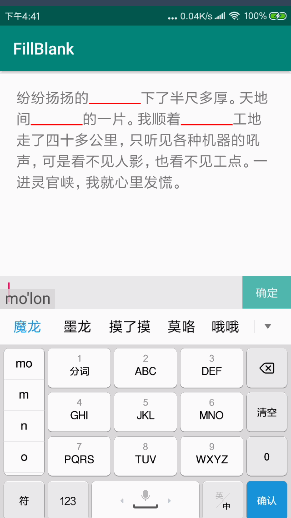 下午4:41 ... 0.04K/s 100%
FillBlank
纷纷扬扬的________下了半尺多厚。天地
间________的一片。我顺着________工地
走了四十多公里，只听见各种机器的吼
声，可是看不见人影，也看不见工点。一
进灵官峡，我就心里发慌。
mo'lon 确定
魔龙 墨龙 摸了摸 莫咯 哦哦
mo 1 分词 2 ABC 3 DEF
m 4 GHI 5 JKL 6 MNO 清空
n 7 PQRS 8 TUV 9 WXYZ 0
o
符 123 英/中 确认